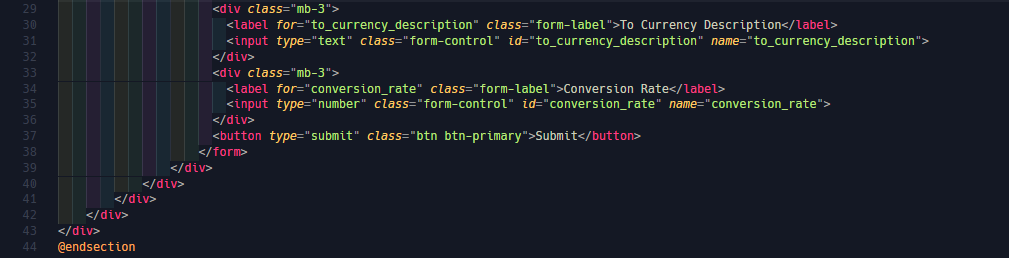 29 <div class="mb-3">
30 <label for="to_currency_description" class="form-label">To Currency Description</label>
31 <input type="text" class="form-control" id="to_currency_description" name="to_currency_description">
32 </div>
33 <div class="mb-3">
34 <label for="conversion_rate" class="form-label">Conversion Rate</label>
35 <input type="number" class="form-control" id="conversion_rate" name="conversion_rate">
36 </div>
37 <button type="submit" class="btn btn-primary">Submit</button>
38 </form>
39 </div>
40 </div>
41 </div>
42 </div>
43 </div>
44 @endsection